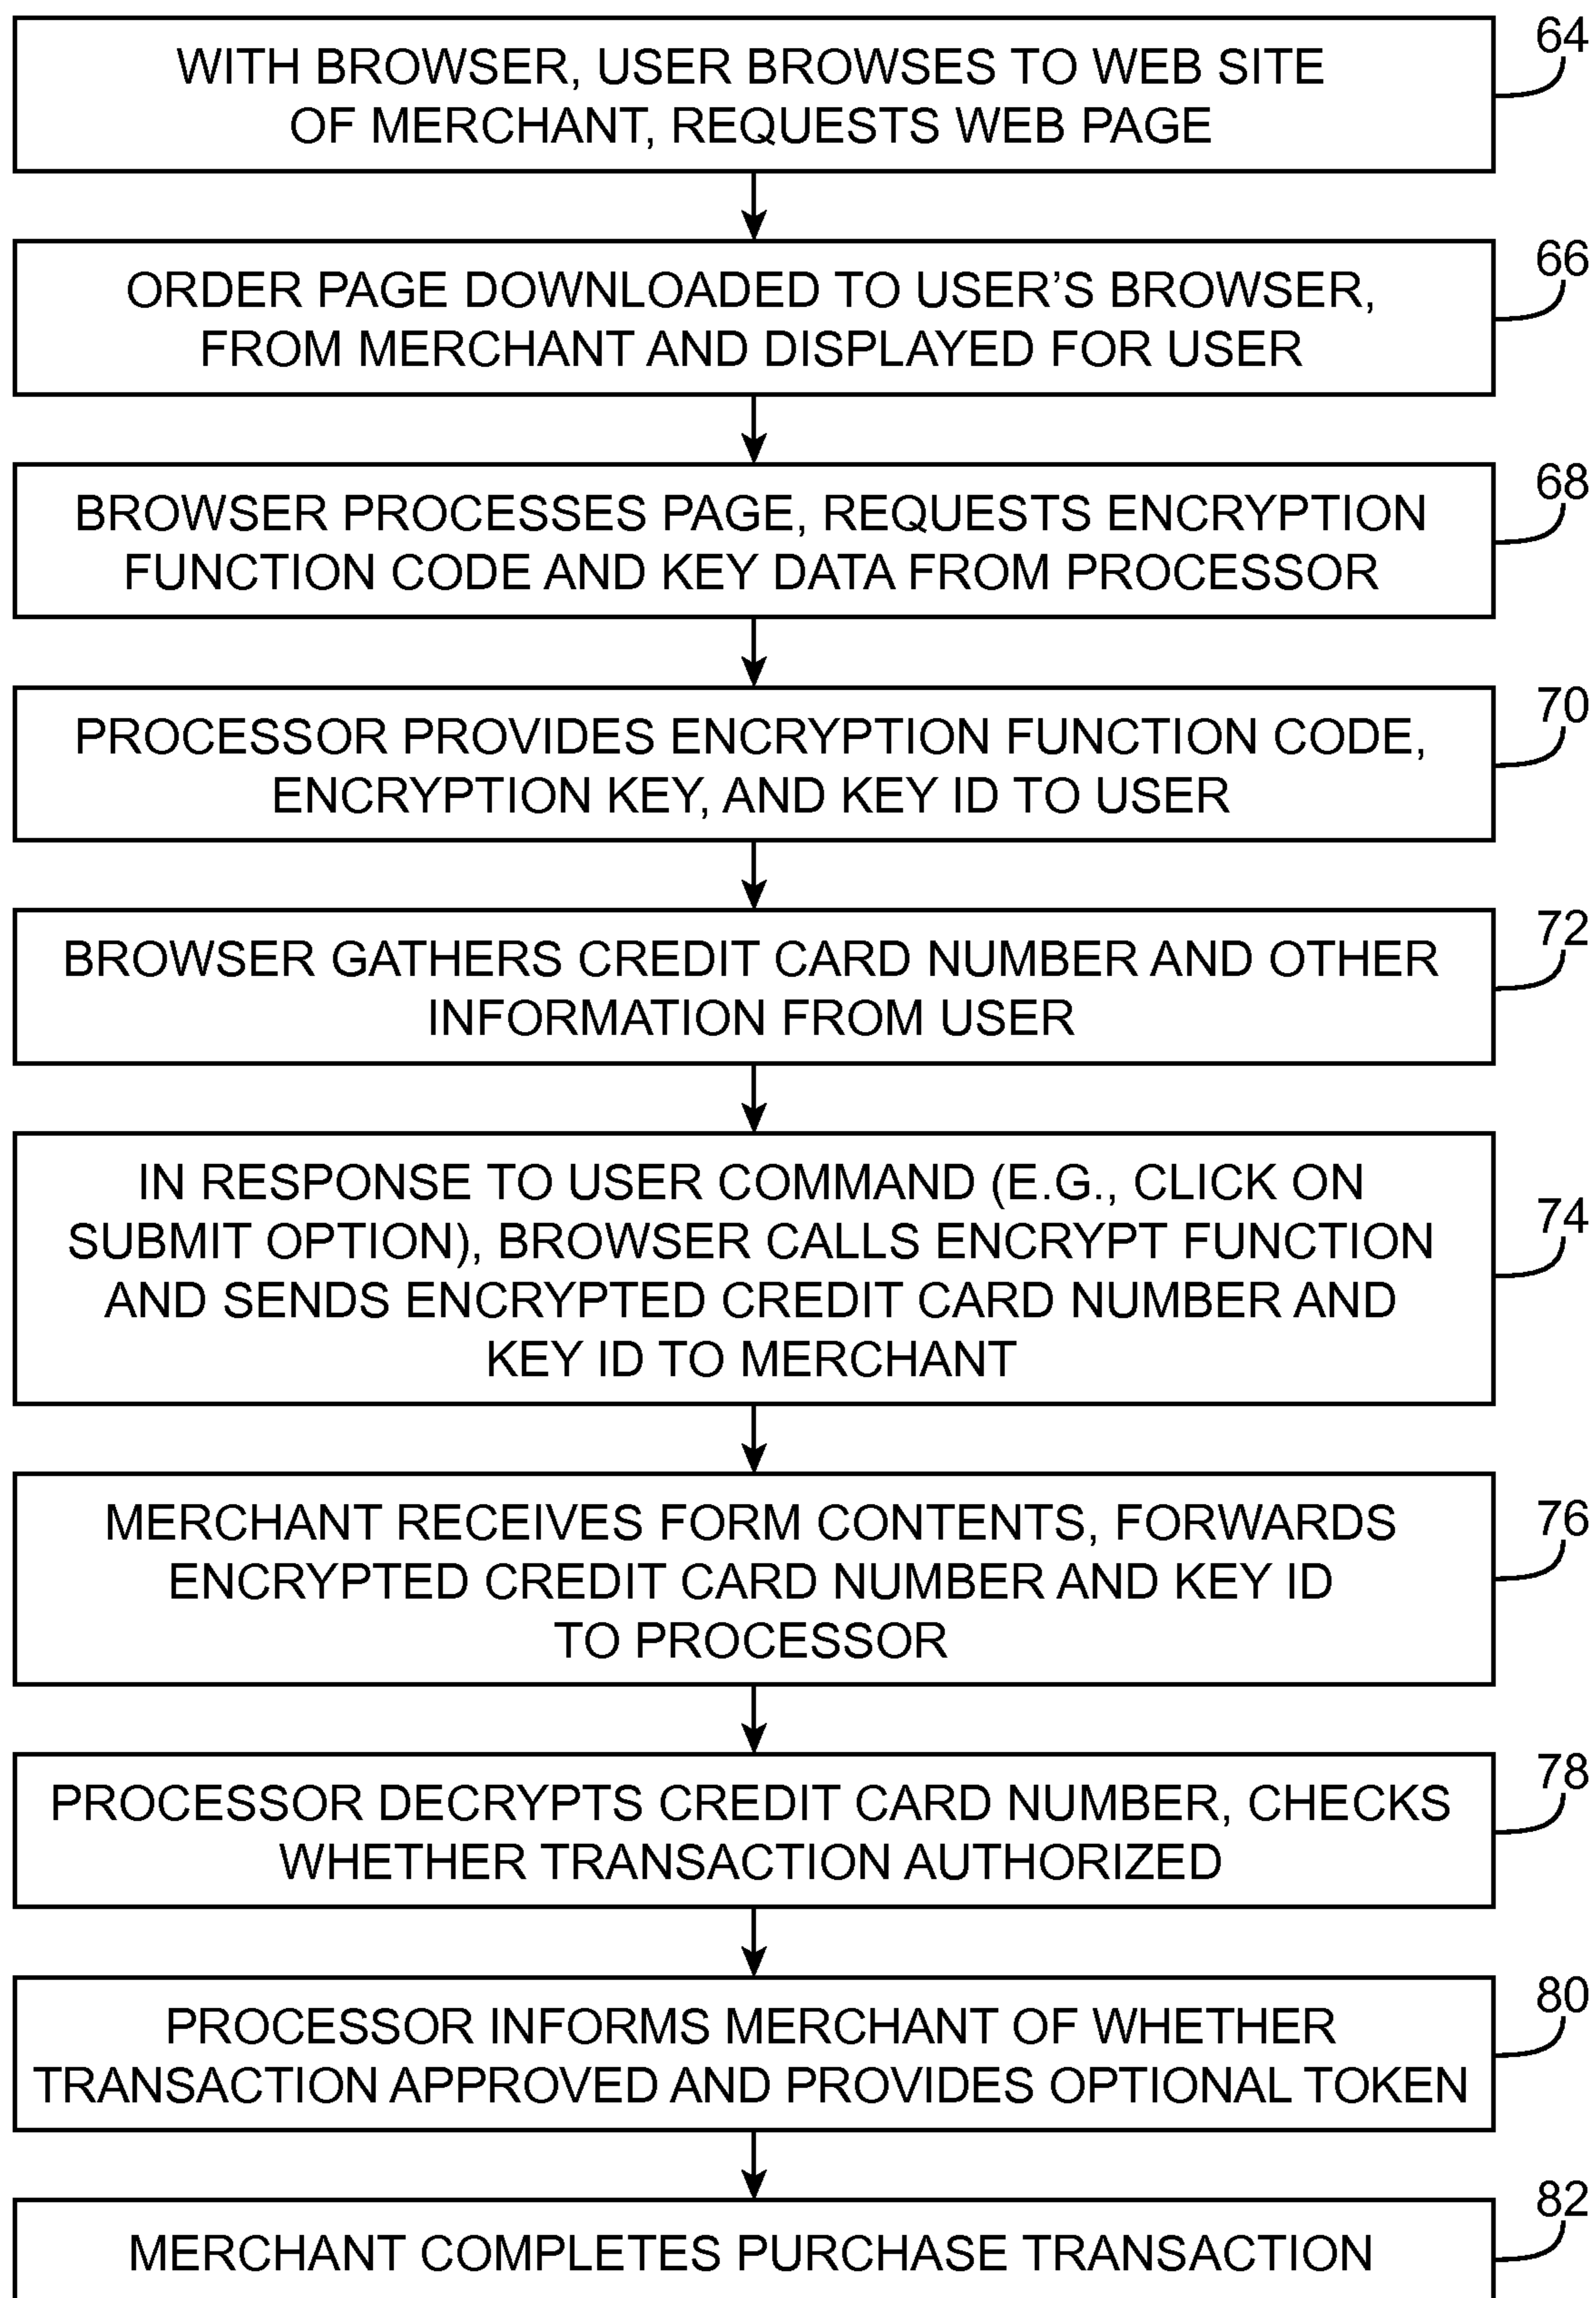 64
WITH BROWSER, USER BROWSES TO WEB SITE
OF MERCHANT, REQUESTS WEB PAGE
66
ORDER PAGE DOWNLOADED TO USER’S BROWSER,
FROM MERCHANT AND DISPLAYED FOR USER
68
BROWSER PROCESSES PAGE, REQUESTS ENCRYPTION
FUNCTION CODE AND KEY DATA FROM PROCESSOR
70
PROCESSOR PROVIDES ENCRYPTION FUNCTION CODE,
ENCRYPTION KEY, AND KEY ID TO USER
72
BROWSER GATHERS CREDIT CARD NUMBER AND OTHER
INFORMATION FROM USER
74
IN RESPONSE TO USER COMMAND (E.G., CLICK ON
SUBMIT OPTION), BROWSER CALLS ENCRYPT FUNCTION
AND SENDS ENCRYPTED CREDIT CARD NUMBER AND
KEY ID TO MERCHANT
76
MERCHANT RECEIVES FORM CONTENTS, FORWARDS
ENCRYPTED CREDIT CARD NUMBER AND KEY ID
TO PROCESSOR
78
PROCESSOR DECRYPTS CREDIT CARD NUMBER, CHECKS
WHETHER TRANSACTION AUTHORIZED
80
PROCESSOR INFORMS MERCHANT OF WHETHER
TRANSACTION APPROVED AND PROVIDES OPTIONAL TOKEN
82
MERCHANT COMPLETES PURCHASE TRANSACTION